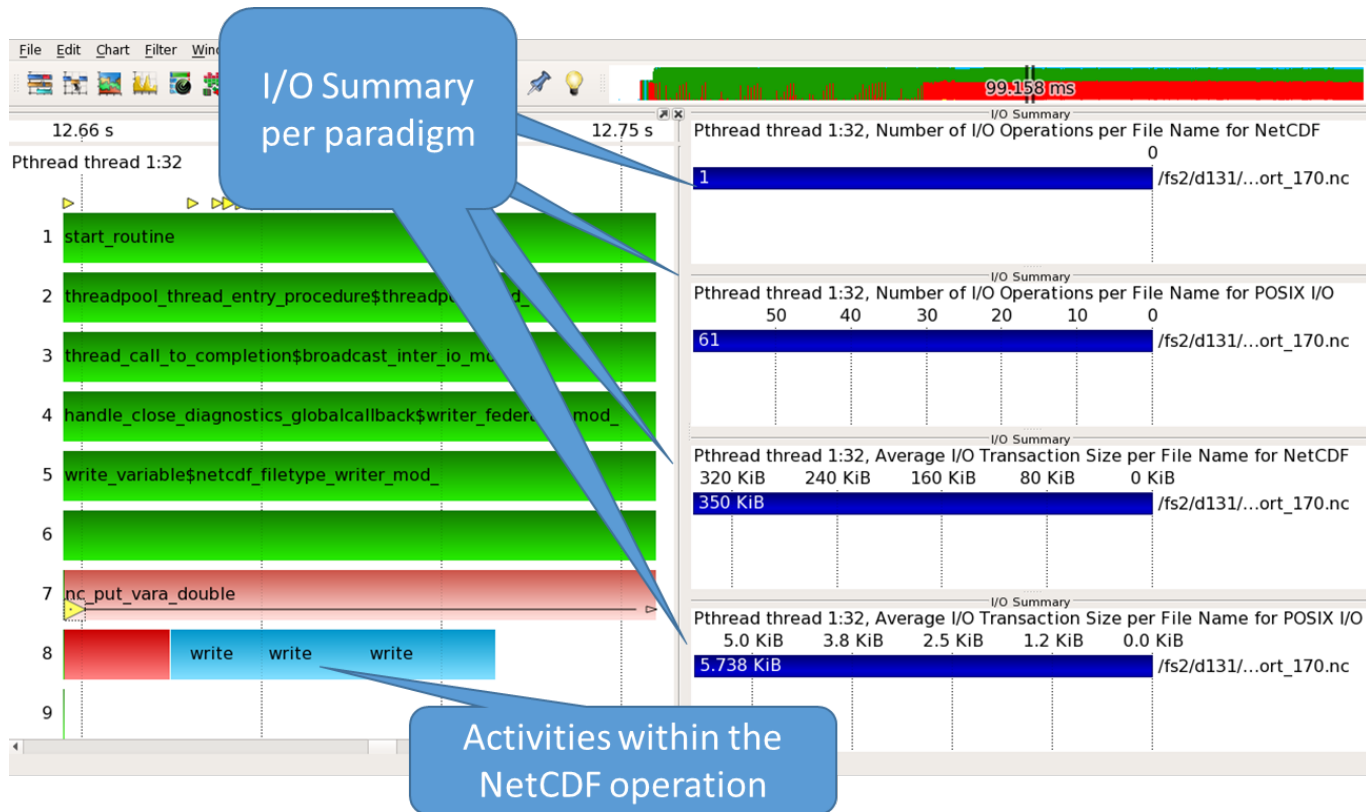 File Edit Chart Filter
I/O Summary
per paradigm
99.158 ms
12.66 s
12.75 s
Pthread thread 1:32
1 start_routine
2 threadpool_thread_entry_procedure
3 thread_call_to_completion$broadcast_inter_io_
4 handle_close_diagnostics_globalcallback$writer_
5 write_variable$netcdf_filetype_writer_mod_
6
7 nc_put_vara_double
8 write write write
9
Activities within the
NetCDF operation
I/O Summary
Pthread thread 1:32, Number of I/O Operations per File Name for NetCDF
0
1 /fs2/d131/...ort_170.nc
I/O Summary
Pthread thread 1:32, Number of I/O Operations per File Name for POSIX I/O
50 40 30 20 10 0
61 /fs2/d131/...ort_170.nc
I/O Summary
Pthread thread 1:32, Average I/O Transaction Size per File Name for NetCDF
320 KiB 240 KiB 160 KiB 80 KiB 0 KiB
350 KiB /fs2/d131/...ort_170.nc
I/O Summary
Pthread thread 1:32, Average I/O Transaction Size per File Name for POSIX I/O
5.0 KiB 3.8 KiB 2.5 KiB 1.2 KiB 0.0 KiB
5.738 KiB /fs2/d131/...ort_170.nc